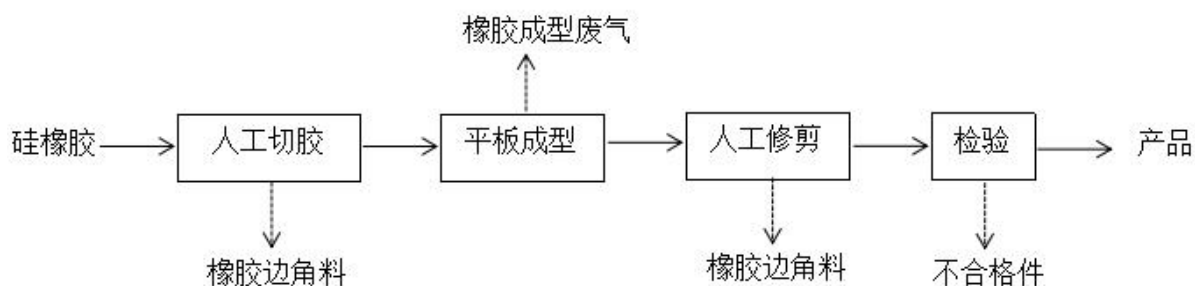 橡胶成型废气
硅橡胶
人工切胶
平板成型
人工修剪
检验
产品
橡胶边角料
橡胶边角料
不合格件